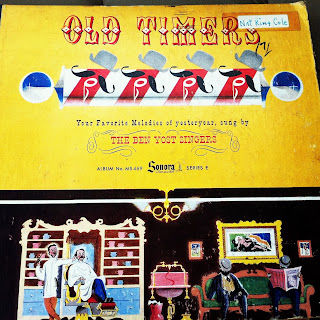 OLD TIMERS
Nat King Cole
Your Favorite Melodies of yesteryear, sung by
THE BEN YOST SINGERS
ALBUM No. MS-469 Sonora SERIES E